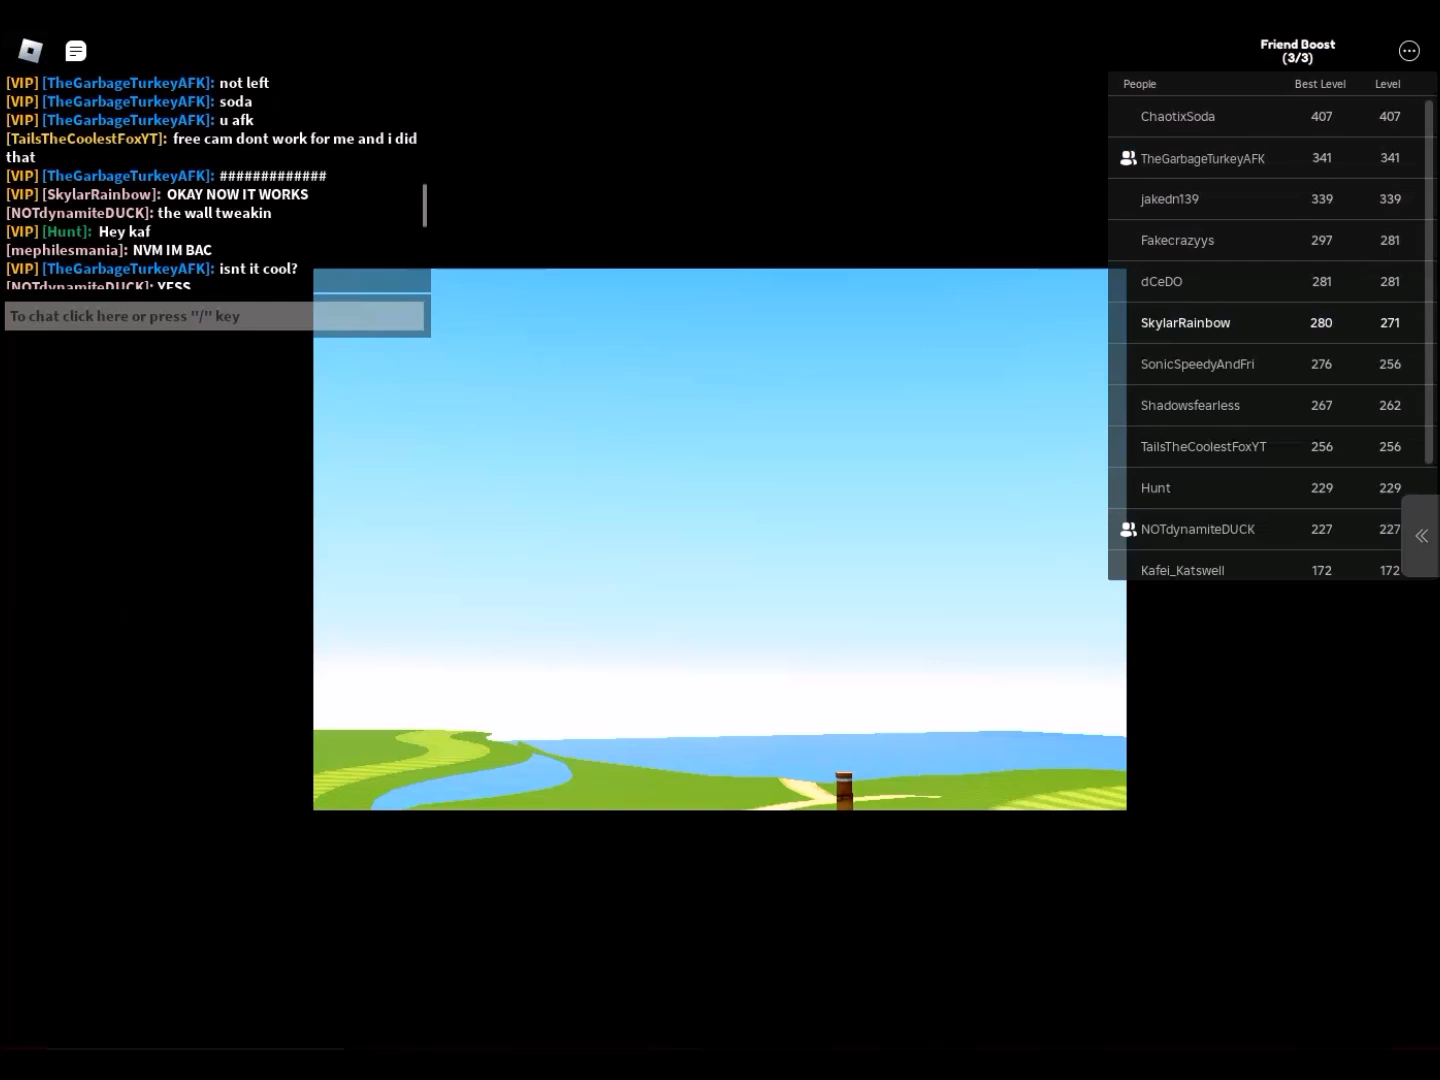 Friend Boost
(3/3)
[VIP] [TheGarbageTurkeyAFK]: not left
[VIP] [TheGarbageTurkeyAFK]: soda
[VIP] [TheGarbageTurkeyAFK]: u afk
[TailsTheCoolestFoxYT]: free cam dont work for me and i did
that
[VIP] [TheGarbageTurkeyAFK]: #############
[VIP] [SkylarRainbow]: OKAY NOW IT WORKS
[NOTdynamiteDUCK]: the wall tweakin
[VIP] [Hunt]: Hey kaf
[mephilesmania]: NVM IM BAC
[VIP] [TheGarbageTurkeyAFK]: isnt it cool?
[NOTdynamiteDUCK]: YESS
To chat click here or press "/" key
People Best Level Level
ChaotixSoda 407 407
TheGarbageTurkeyAFK 341 341
jakedn139 339 339
Fakecrazyys 297 281
dCeDO 281 281
SkylarRainbow 280 271
SonicSpeedyAndFri 276 256
Shadowsfearless 267 262
TailsTheCoolestFoxYT 256 256
Hunt 229 229
NOTdynamiteDUCK 227 227
Kafei_Katswell 172 172